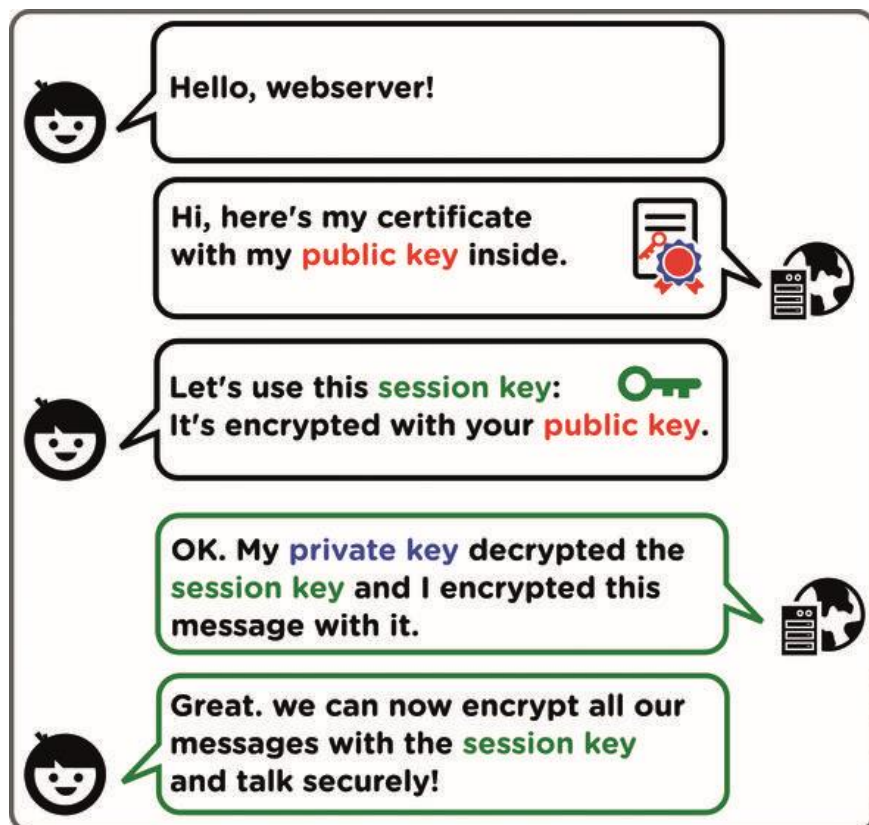 Hello, webserver!
Hi, here's my certificate
with my public key inside.
Let's use this session key:
It's encrypted with your public key.
OK. My private key decrypted the
session key and I encrypted this
message with it.
Great. we can now encrypt all our
messages with the session key
and talk securely!